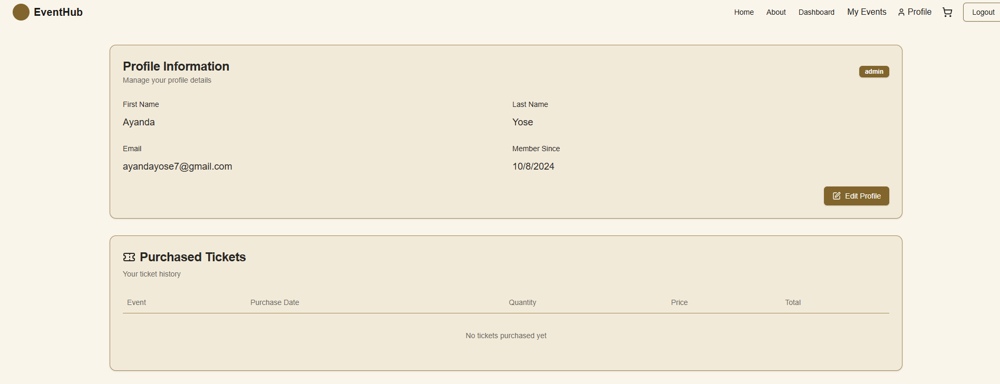 EventHub
Home About Dashboard My Events Profile Logout
Profile Information
Manage your profile details
admin
First Name Last Name
Ayanda Yose
Email Member Since
ayandayose7@gmail.com 10/8/2024
Edit Profile
Purchased Tickets
Your ticket history
Event Purchase Date Quantity Price Total
No tickets purchased yet